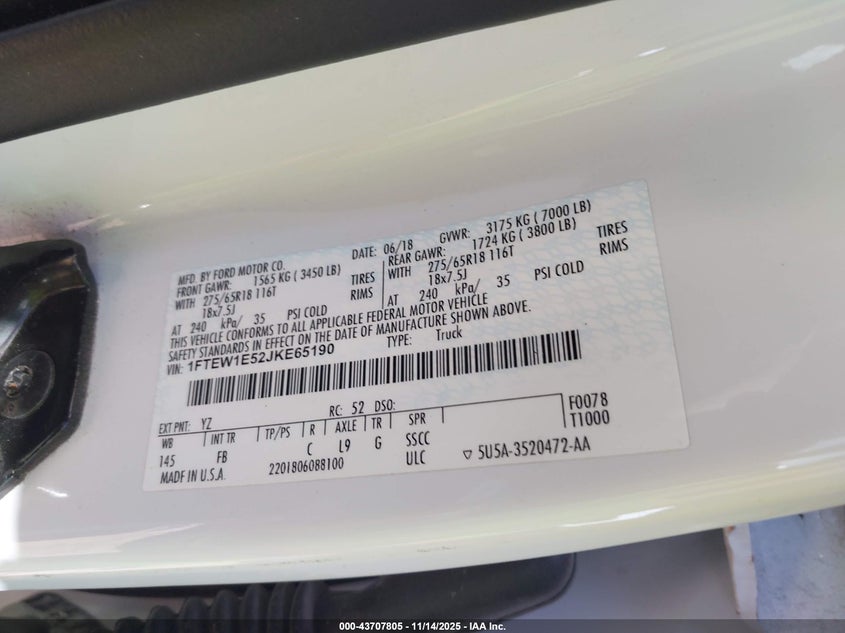 MFD. BY FORD MOTOR CO.
DATE: 06/18 GVWR: 3175 KG ( 7000 LB)
FRONT GAWR: 1565 KG ( 3450 LB)
REAR GAWR: 1724 KG ( 3800 LB)
WITH 275/65R18 116T TIRES
WITH 275/65R18 116T TIRES
18x7.5J RIMS
18x7.5J RIMS
AT 240 kPa/ 35 PSI COLD
AT 240 kPa/ 35 PSI COLD
THIS VEHICLE CONFORMS TO ALL APPLICABLE FEDERAL MOTOR VEHICLE
SAFETY STANDARDS IN EFFECT ON THE DATE OF MANUFACTURE SHOWN ABOVE.
VIN: 1FTEW1E52JKE65190 TYPE: Truck
EXT PNT: YZ RC: 52 DSO: F0078
WB INT TR TP/PS R AXLE TR SPR T1000
145 FB C L9 G SSCC
MADE IN U.S.A. 2201806088100 ULC 5U5A-3520472-AA
000-43707805 | 11/14/2025 - IAA Inc.